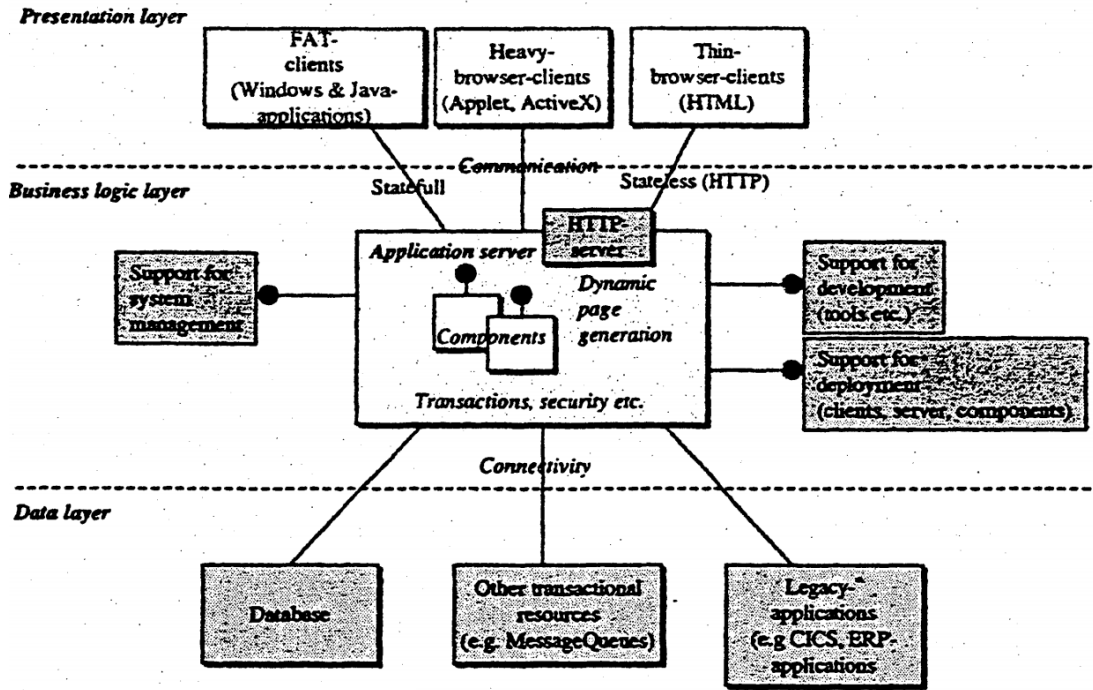 Presentation layer
FAT-
clients
(Windows & Java-
applications)
Heavy-
browser-clients
(Applet, ActiveX)
Thin-
browser-clients
(HTML)
Communication
Statefull
Stateless (HTTP)
Business logic layer
HTTP-
server
Application server
Support for
system
management
Dynamic
page
generation
Components
Support for
development
(tools etc.)
Support for
deployment
(clients, server, components)
Transactions, security etc.
Connectivity
Data layer
Database
Other transactional
resources
(e.g. MessageQueues)
Legacy-
applications
(e.g CICS, ERP-
applications